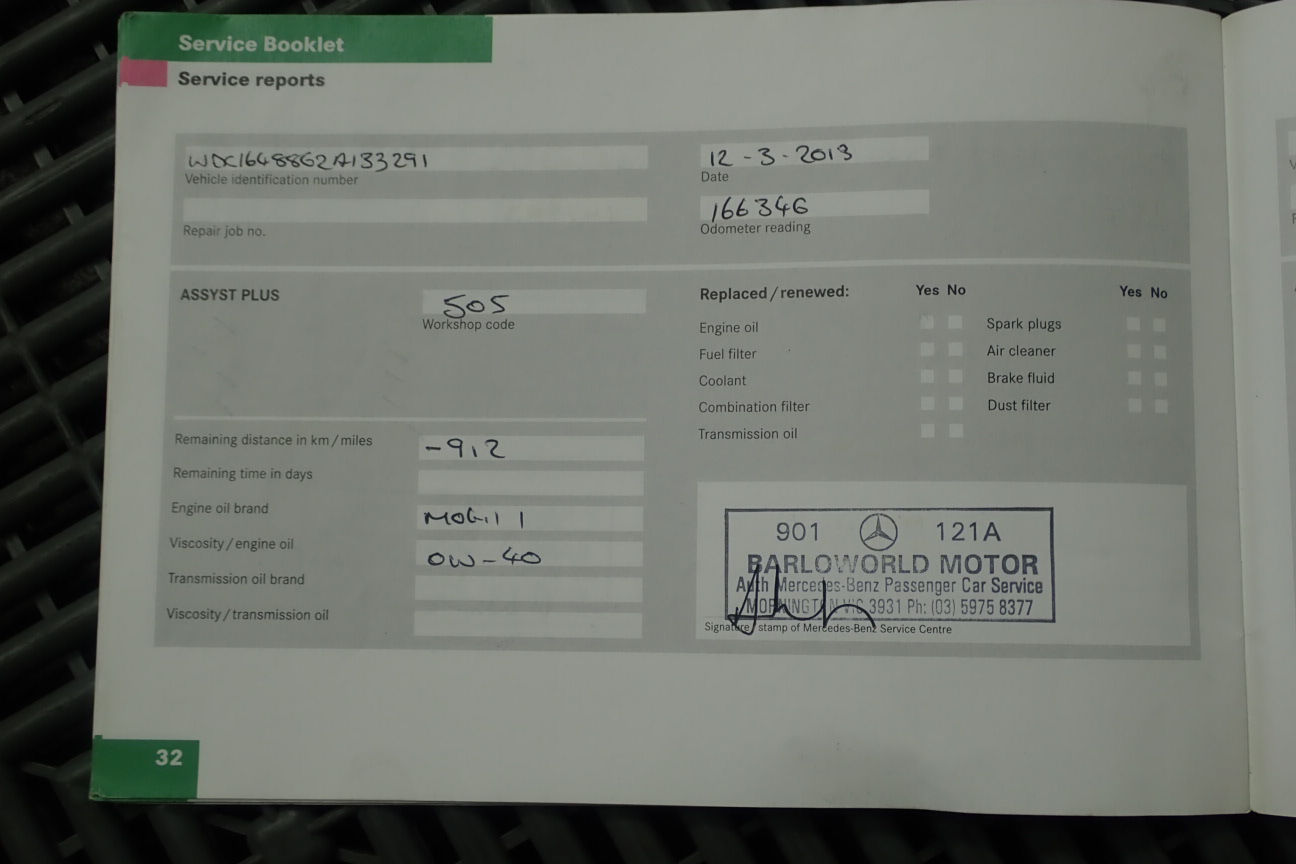 Service Booklet
Service reports
WDC1648862A133291
Vehicle identification number
12-3-2013
Date
Repair job no.
166346
Odometer reading
ASSYST PLUS
505
Workshop code
Replaced/renewed: Yes No Yes No
Engine oil Spark plugs
Fuel filter Air cleaner
Coolant Brake fluid
Combination filter Dust filter
Transmission oil
Remaining distance in km/miles -912
Remaining time in days
Engine oil brand MOBIL 1
Viscosity/engine oil 0W-40
Transmission oil brand
Viscosity/transmission oil
901 121A
BARLOWORLD MOTOR
Auth Mercedes-Benz Passenger Car Service
MORNINGTON VIC 3931 Ph: (03) 5975 8377
Signature/stamp of Mercedes-Benz Service Centre
32